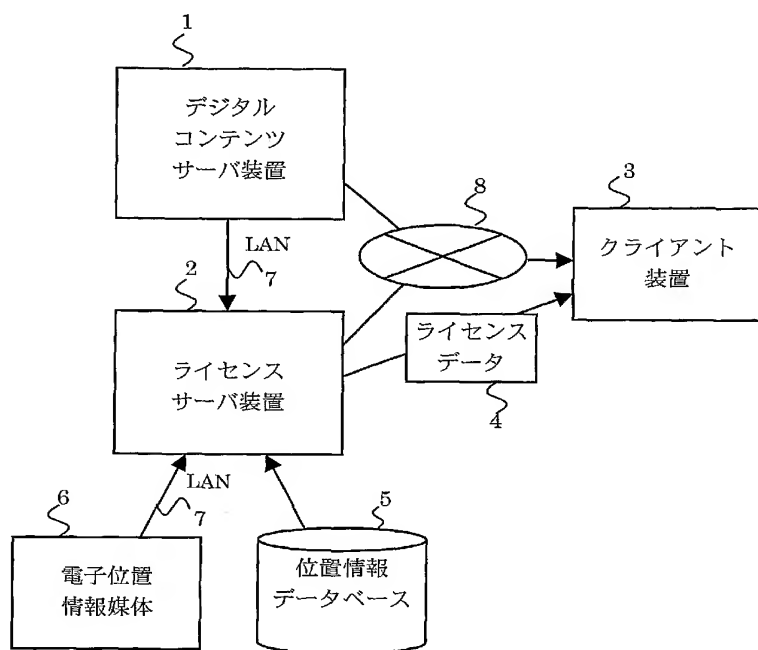 1
デジタル
コンテンツ
サーバ装置
8
3
クライアント
装置
LAN
7
2
ライセンス
サーバ装置
ライセンス
データ
4
LAN
7
6
電子位置
情報媒体
5
位置情報
データベース